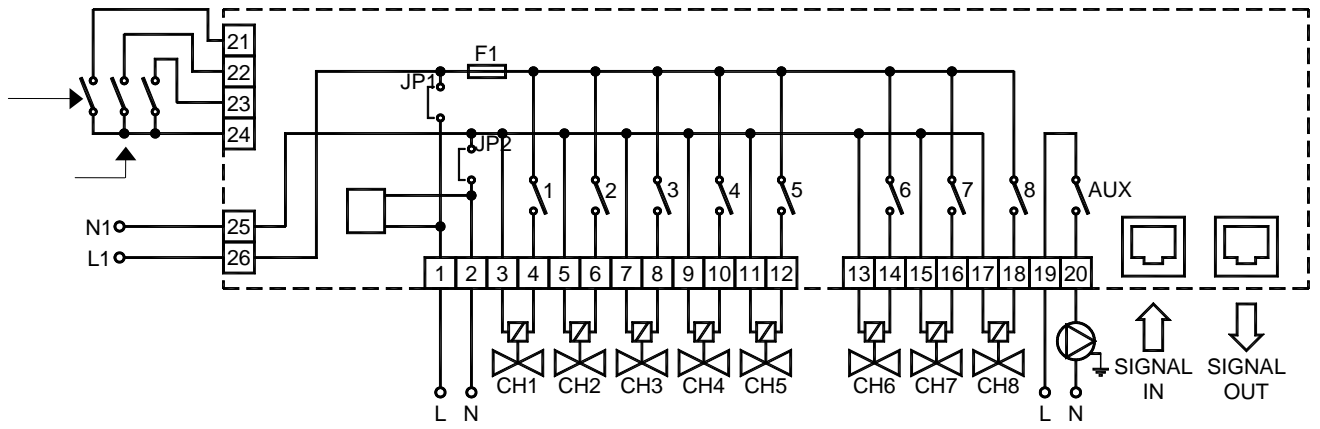 21
22
23
24
F1
JP1
JP2
1 2 3 4 5 6 7 8 AUX
N1 25
L1 26
1 2 3 4 5 6 7 8 9 10 11 12 13 14 15 16 17 18 19 20
CH1 CH2 CH3 CH4 CH5 CH6 CH7 CH8
SIGNAL IN
SIGNAL OUT
L N L N